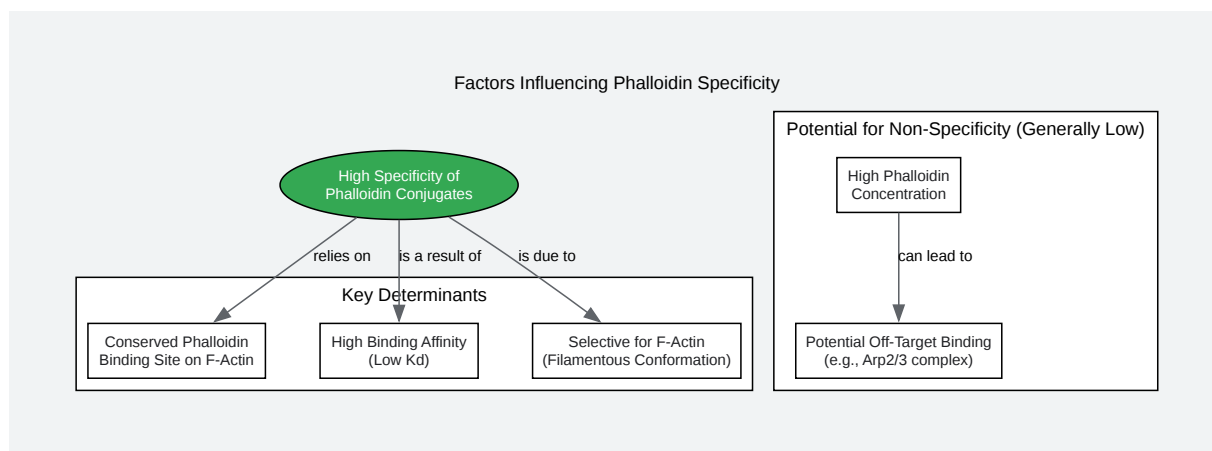 Factors Influencing Phalloidin Specificity
Potential for Non-Specificity (Generally Low)
High Specificity of
Phalloidin Conjugates
High Phalloidin
Concentration
relies on
is a result of
is due to
can lead to
Key Determinants
Conserved Phalloidin
Binding Site on F-Actin
High Binding Affinity
(Low Kd)
Selective for F-Actin
(Filamentous Conformation)
Potential Off-Target Binding
(e.g., Arp2/3 complex)